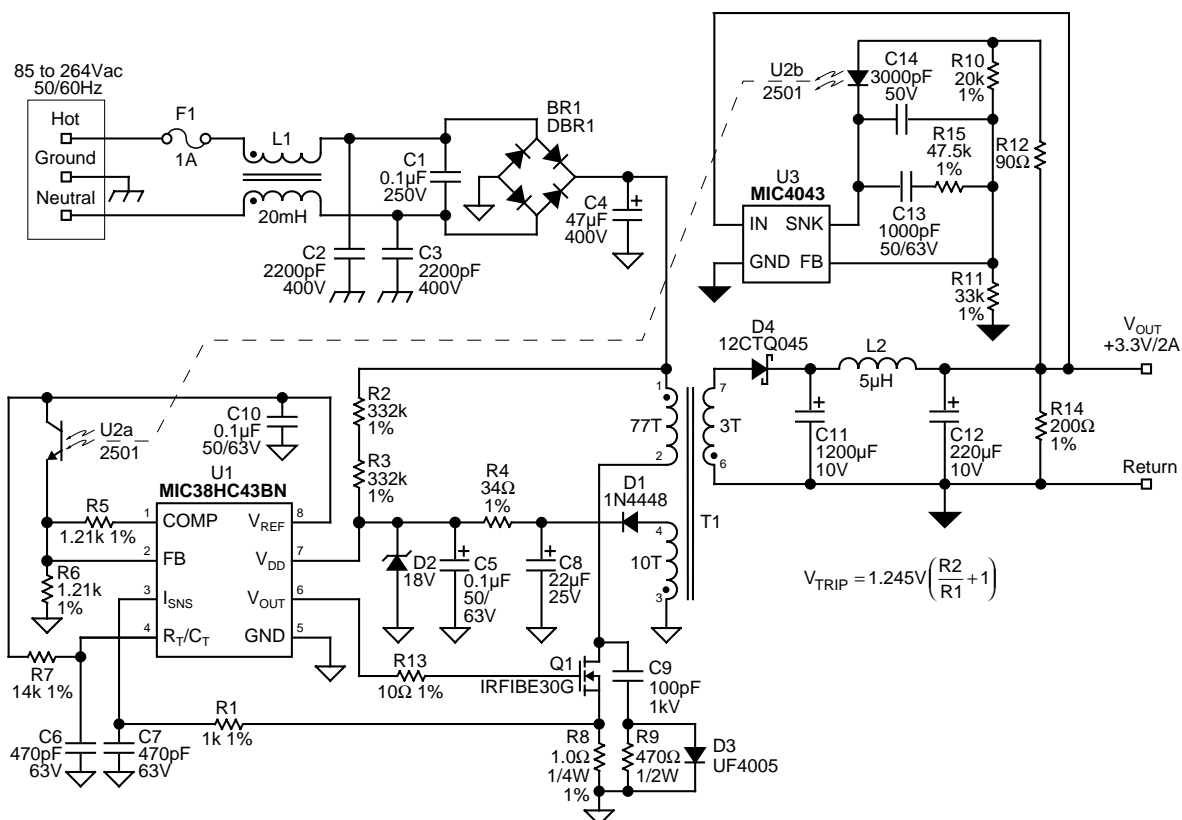 85 to 264Vac
50/60Hz
Hot
Ground
Neutral
F1
1A
L1
20mH
C1
0.1µF
250V
BR1
DBR1
C4
47µF
400V
C2
2200pF
400V
C3
2200pF
400V
U2b
2501
C14
3000pF
50V
R10
20k
1%
R15
47.5k
1%
R12
90Ω
C13
1000pF
50/63V
U3
MIC4043
IN
SNK
GND
FB
R11
33k
1%
D4
12CTQ045
L2
5µH
VOUT
+3.3V/2A
C11
1200µF
10V
C12
220µF
10V
R14
200Ω
1%
Return
1
77T
2
7
3T
6
T1
4
10T
3
R2
332k
1%
R3
332k
1%
R4
34Ω
1%
D1
1N4448
D2
18V
C5
0.1µF
50/
63V
C8
22µF
25V
U2a
2501
C10
0.1µF
50/63V
U1
MIC38HC43BN
R5
1.21k 1%
R6
1.21k
1%
1
COMP
VREF
8
2
FB
VDD
7
3
ISNS
VOUT
6
4
RT/CT
GND
5
R7
14k 1%
C6
470pF
63V
C7
470pF
63V
R1
1k 1%
R13
10Ω 1%
Q1
IRFIBE30G
C9
100pF
1kV
R8
1.0Ω
1/4W
1%
R9
470Ω
1/2W
D3
UF4005
VTRIP = 1.245V(R2/R1 + 1)